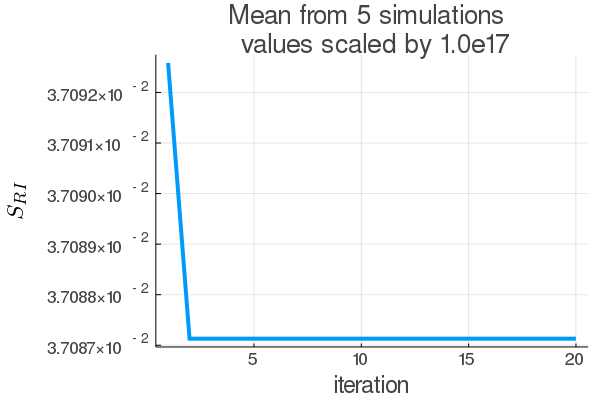 Mean from 5 simulations
values scaled by 1.0e17
3.7092×10 - 2
3.7091×10 - 2
3.7090×10 - 2
3.7089×10 - 2
3.7088×10 - 2
3.7087×10 - 2
S_{RI}
5 10 15 20
iteration